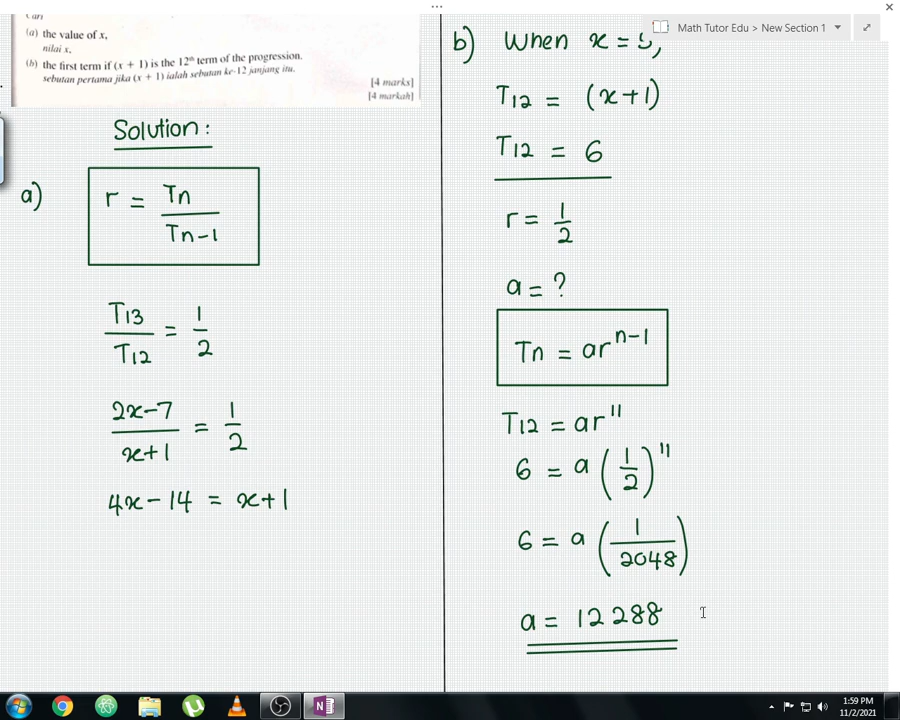 (a) the value of x,
nilai x,
(b) the first term if (x + 1) is the 12th term of the progression.
sebutan pertama jika (x + 1) ialah sebutan ke-12 janjang itu.
[4 marks]
[4 markah]
Solution :
a)
r = Tn / Tn-1
T13 / T12 = 1/2
2x-7 / x+1 = 1/2
4x - 14 = x+1
Math Tutor Edu > New Section 1
b) When x = 5,
T12 = (x+1)
T12 = 6
r = 1/2
a = ?
Tn = ar^n-1
T12 = ar^11
6 = a (1/2)^11
6 = a (1/2048)
a = 12288
1:59 PM
11/2/2021